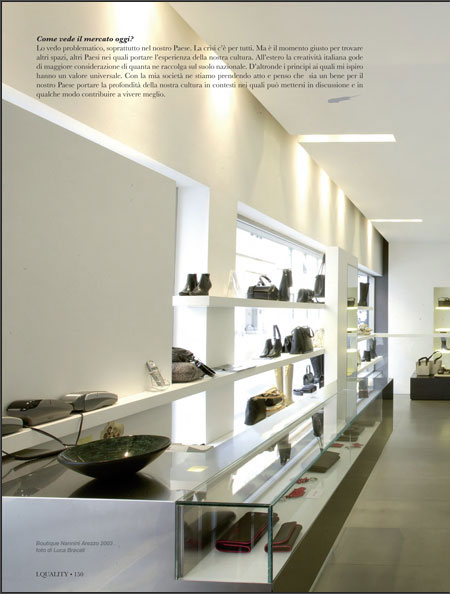 Come vede il mercato oggi?
Lo vedo problematico, soprattutto nel nostro Paese. La crisi c'è per tutti. Ma è il momento giusto per trovare
altri spazi, altri Paesi nei quali portare l'esperienza della nostra cultura. All'estero la creatività italiana gode
di maggiore considerazione di quanta ne raccolga sul suolo nazionale. D'altronde i principi ai quali mi ispiro
hanno un valore universale. Con la mia società ne stiamo prendendo atto e penso che sia un bene per il
nostro Paese portare la profondità della nostra cultura in contesti nei quali può mettersi in discussione e in
qualche modo contribuire a vivere meglio.
Boutique Nannini Arezzo 2003
foto di Luca Bracali
LQUALITY • 150